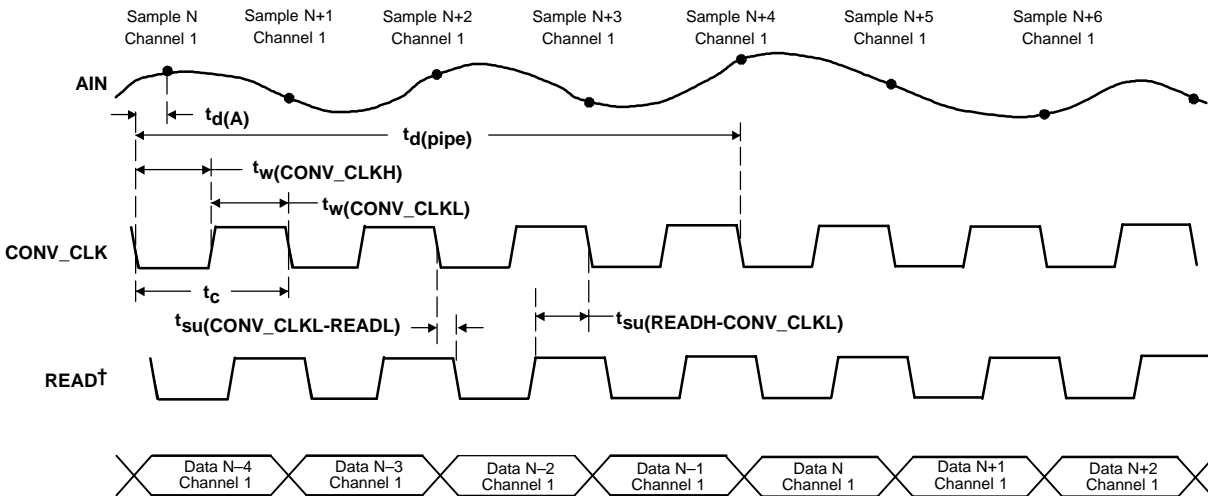 Sample N
Channel 1
Sample N+1
Channel 1
Sample N+2
Channel 1
Sample N+3
Channel 1
Sample N+4
Channel 1
Sample N+5
Channel 1
Sample N+6
Channel 1
AIN
td(A)
td(pipe)
tw(CONV_CLKH)
tw(CONV_CLKL)
CONV_CLK
tc
tsu(CONV_CLKL-READL)
tsu(READH-CONV_CLKL)
READ†
Data N–4
Channel 1
Data N–3
Channel 1
Data N–2
Channel 1
Data N–1
Channel 1
Data N
Channel 1
Data N+1
Channel 1
Data N+2
Channel 1